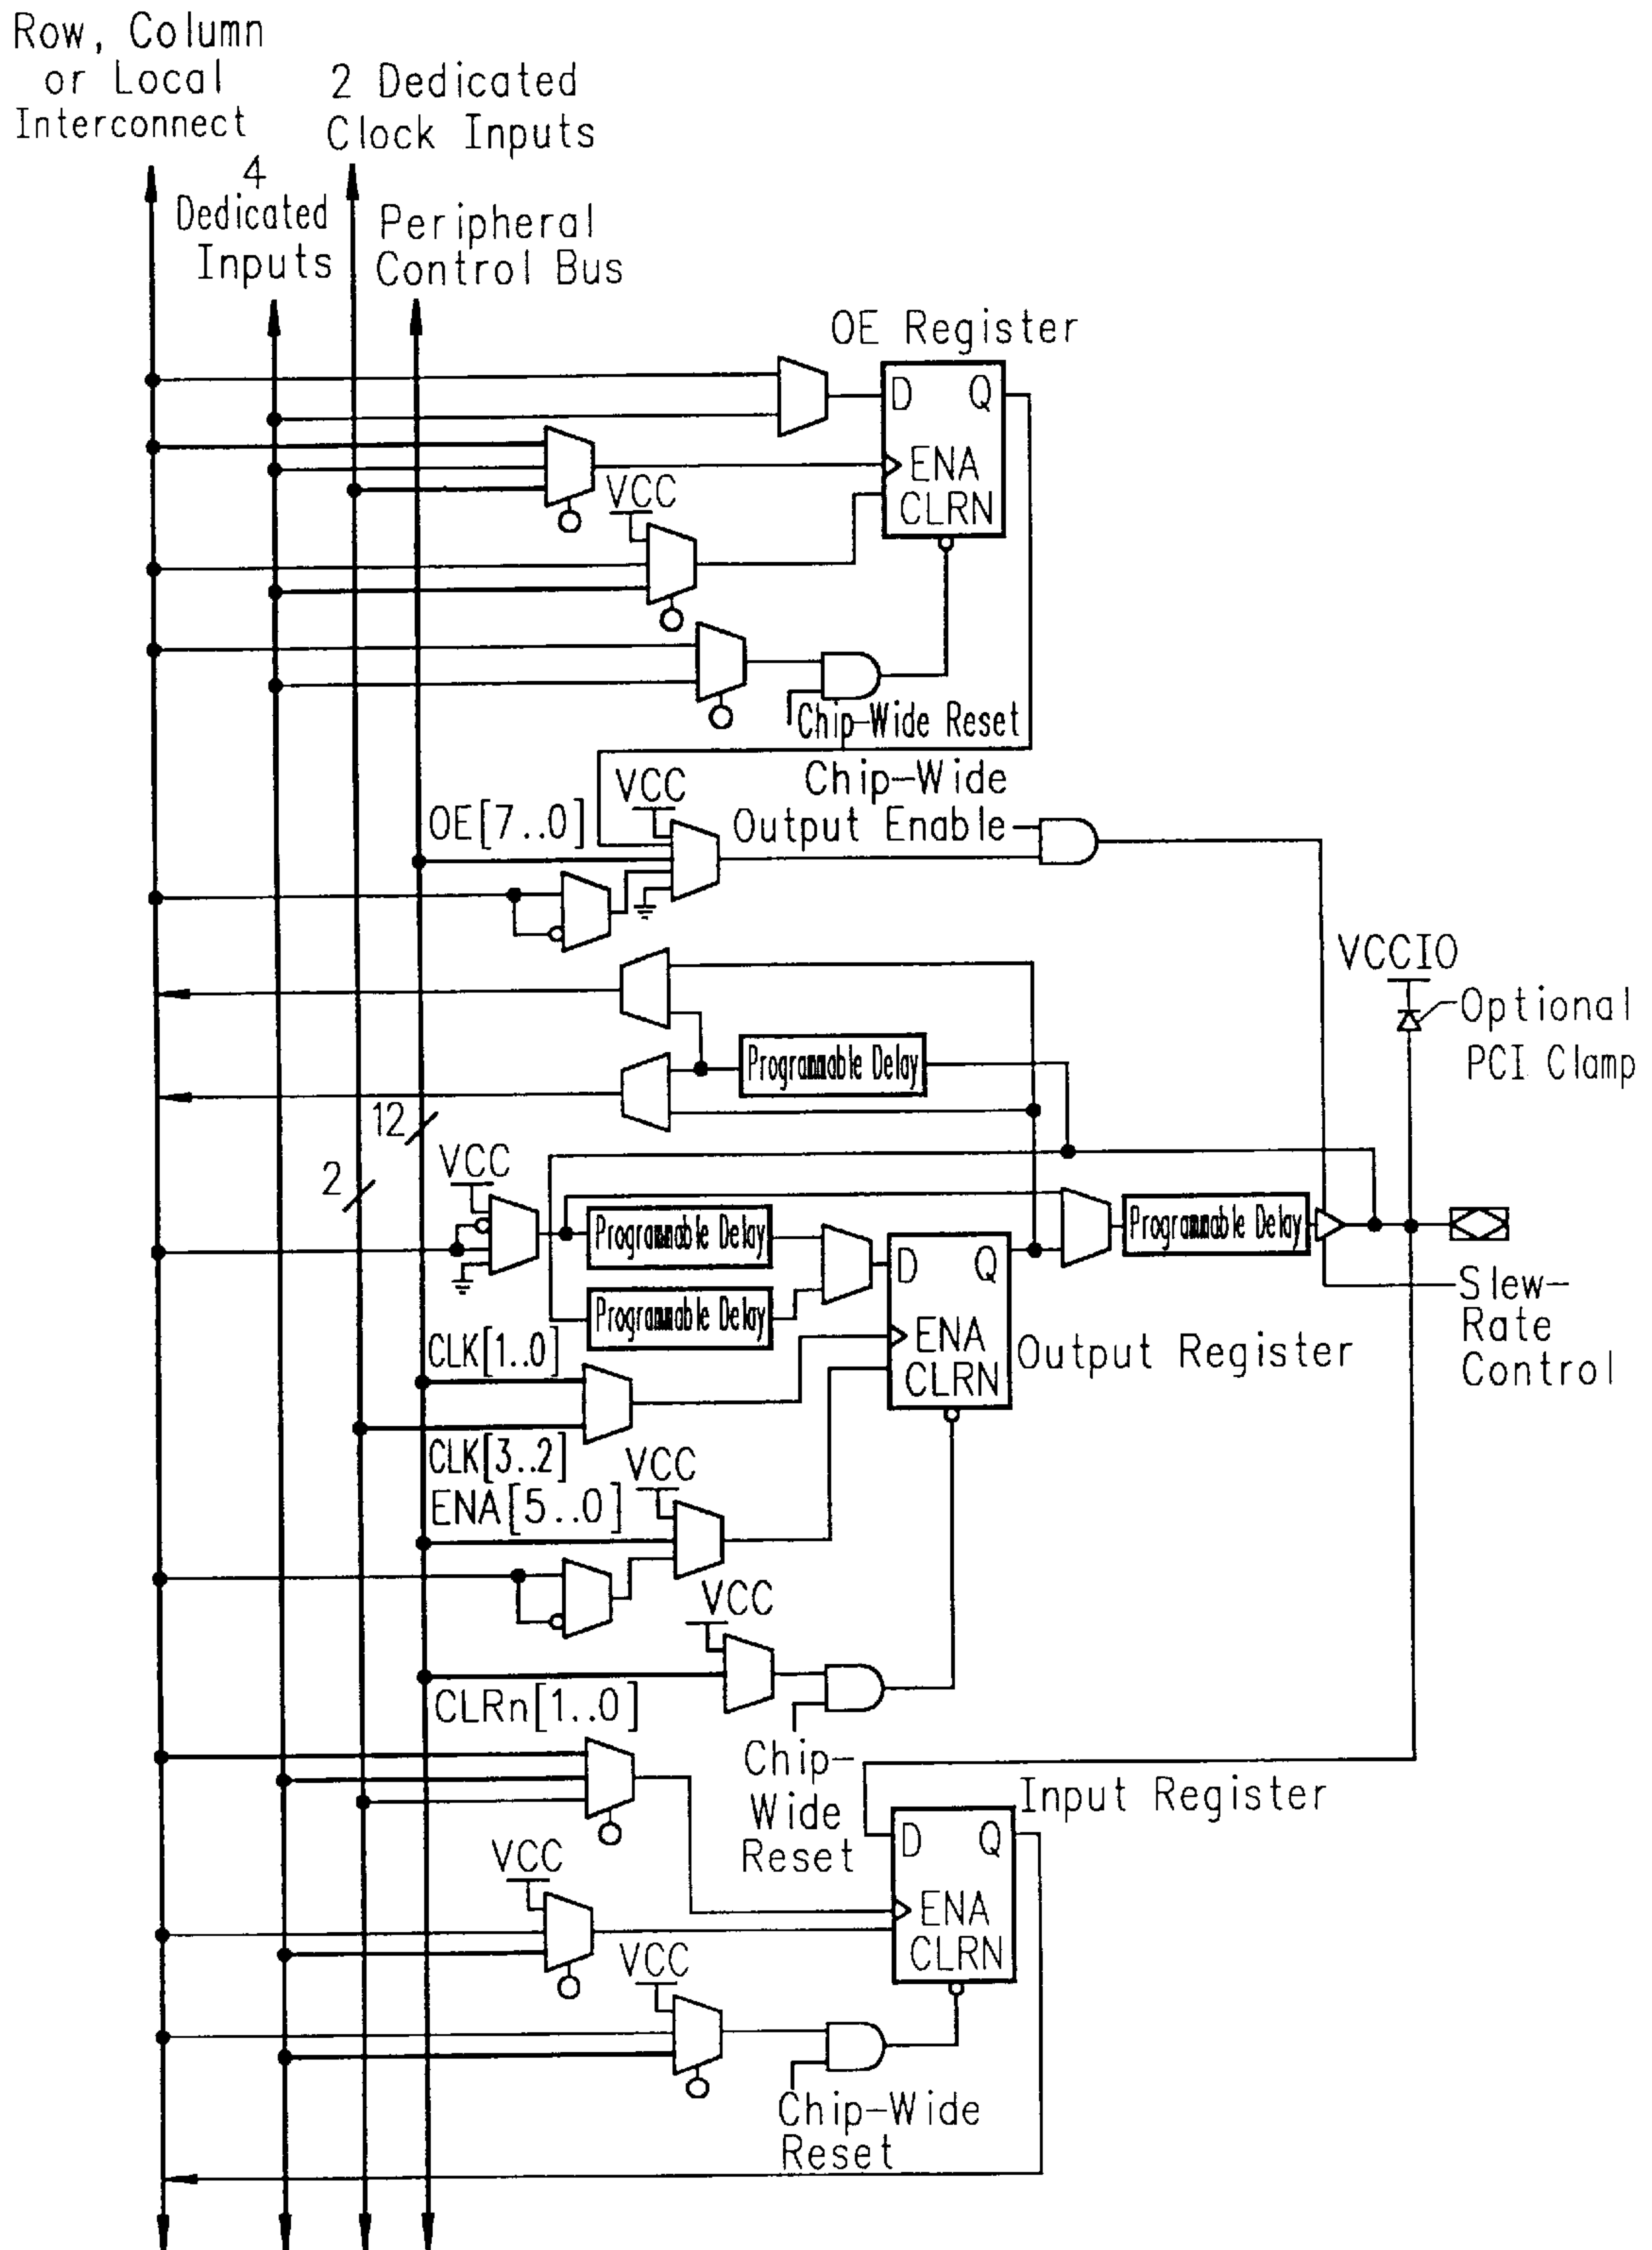 Row, Column
or Local
Interconnect
2 Dedicated
Clock Inputs
4
Dedicated
Inputs
Peripheral
Control Bus
OE Register
D
Q
ENA
CLRN
VCC
Chip-Wide Reset
VCC
Chip-Wide
Output Enable
OE[7..0]
VCCIO
Optional
PCI Clamp
Programmable Delay
12
2
VCC
Programmable Delay
Programmable Delay
Programmable Delay
D
Q
ENA
CLRN
Output Register
Slew-
Rate
Control
CLK[1..0]
CLK[3..2]
VCC
ENA[5..0]
VCC
CLRn[1..0]
Chip-
Wide
Reset
Input Register
D
Q
ENA
CLRN
VCC
VCC
Chip-Wide
Reset